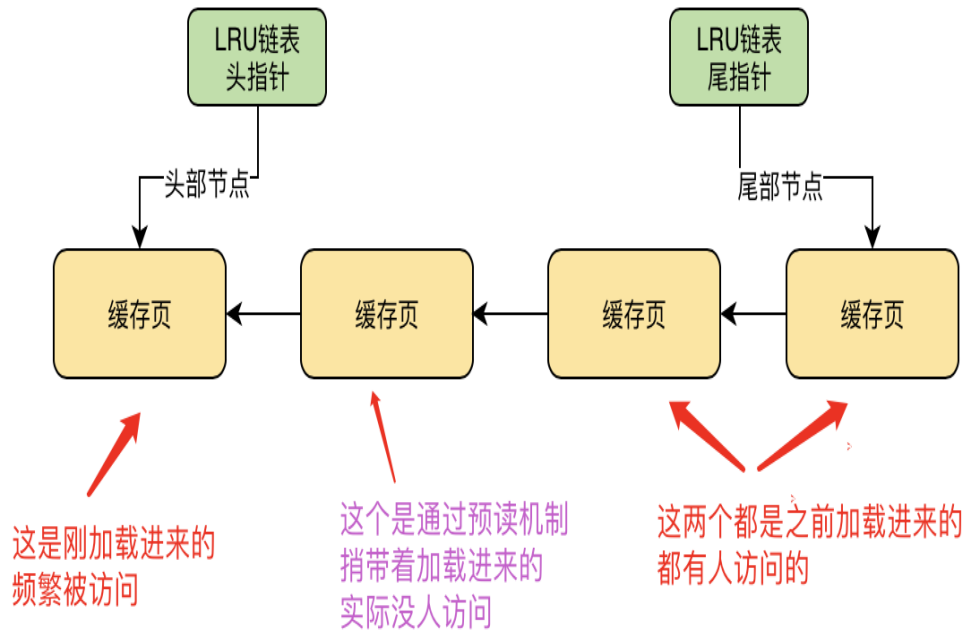 LRU链表
头指针
LRU链表
尾指针
头部节点
尾部节点
缓存页
缓存页
缓存页
缓存页
这是刚加载进来的
频繁被访问
这个是通过预读机制
捎带着加载进来的
实际没人访问
这两个都是之前加载进来的
都有人访问的